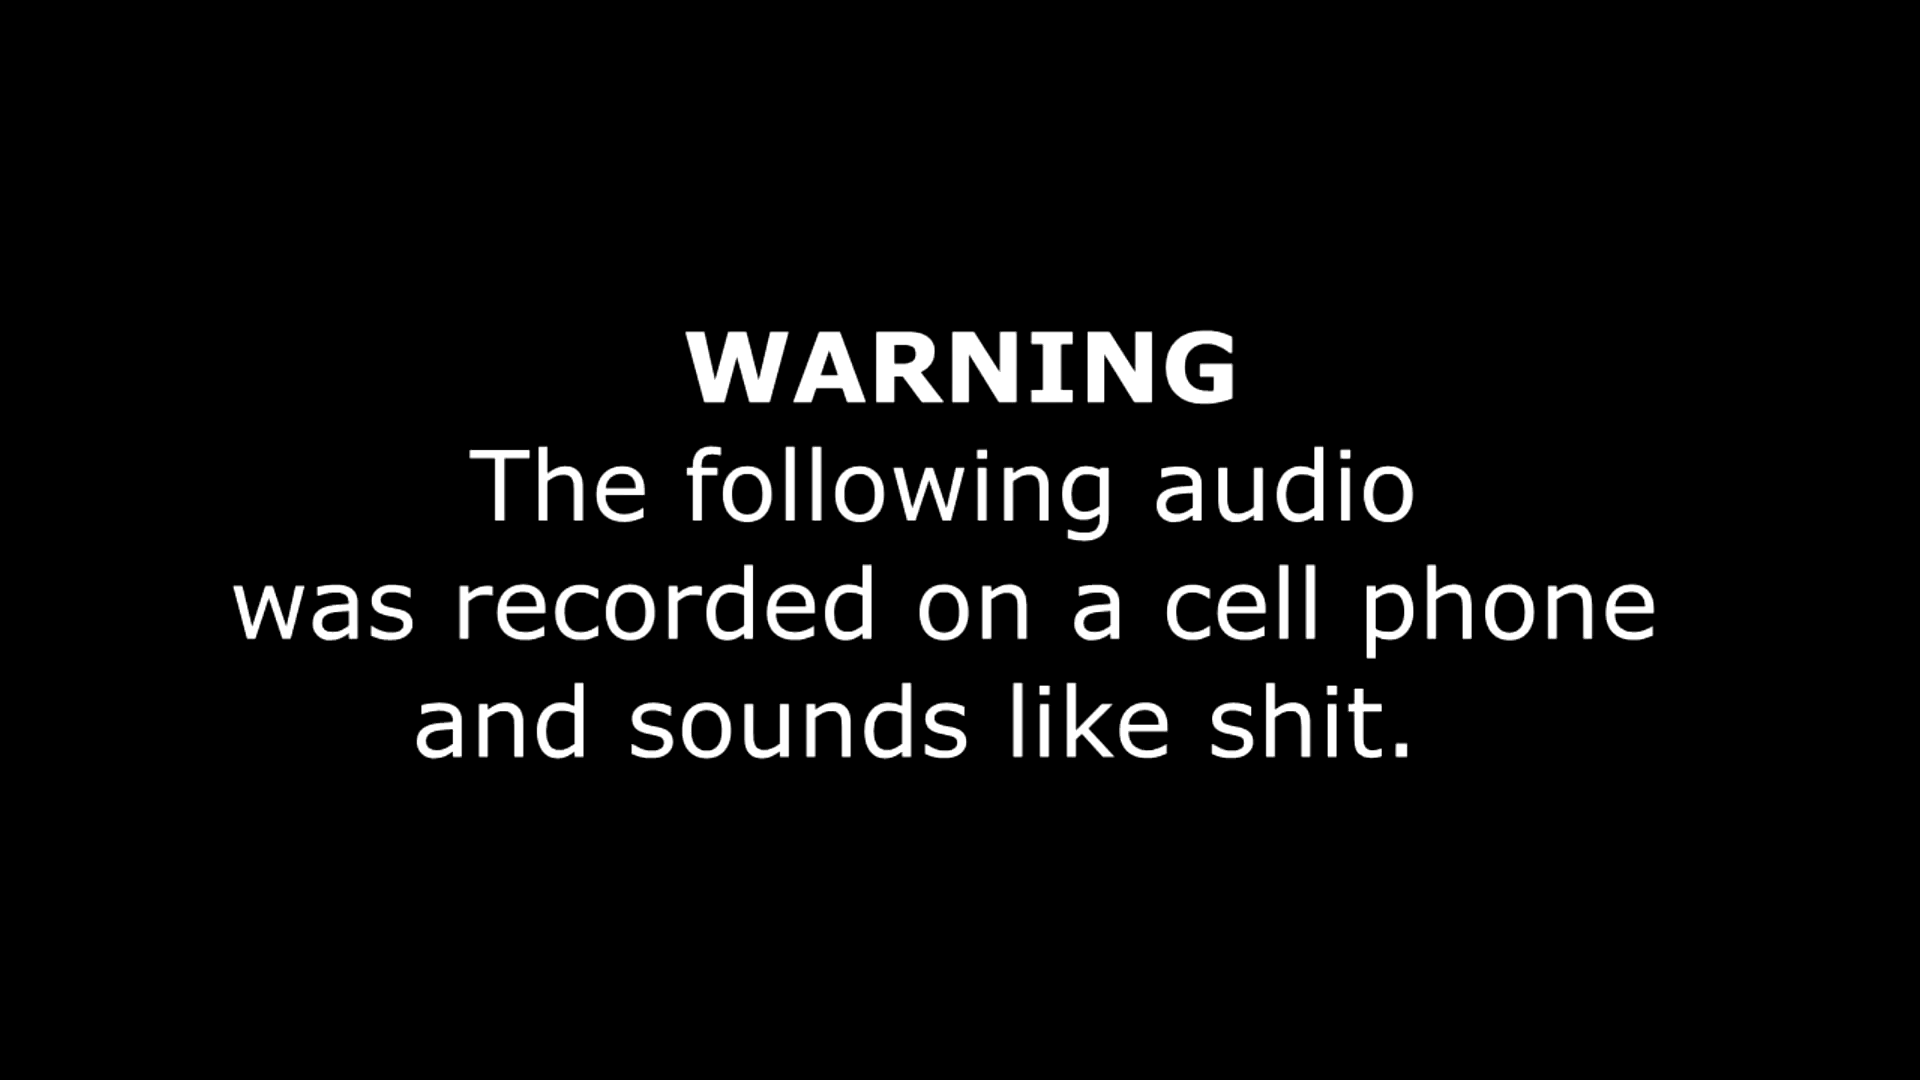 WARNING
The following audio
was recorded on a cell phone
and sounds like shit.